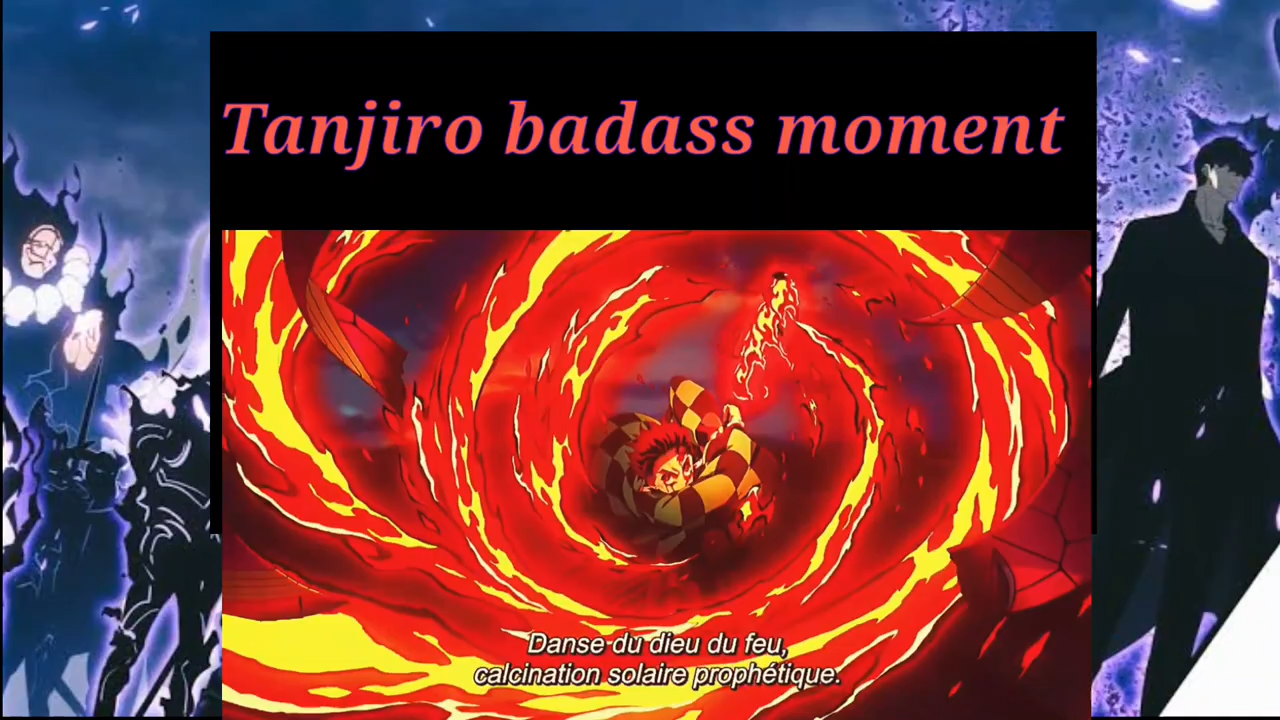 Tanjiro badass moment
Danse du dieu du feu,
calcination solaire prophétique.